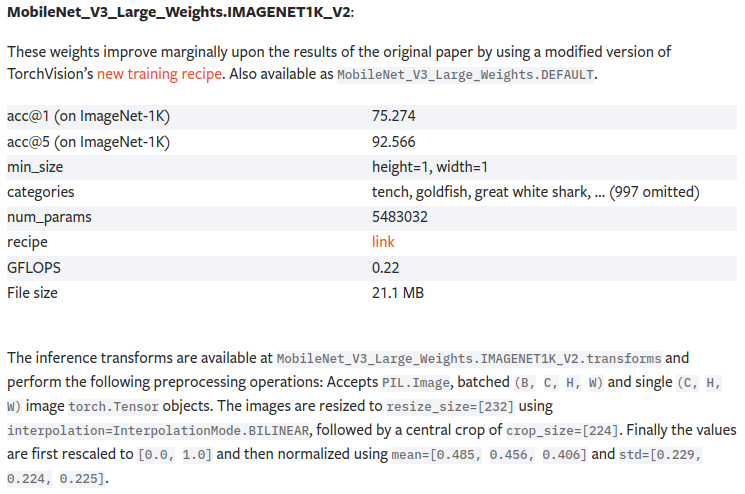 MobileNet_V3_Large_Weights.IMAGENET1K_V2:
These weights improve marginally upon the results of the original paper by using a modified version of
TorchVision’s new training recipe. Also available as MobileNet_V3_Large_Weights.DEFAULT.
acc@1 (on ImageNet-1K) 75.274
acc@5 (on ImageNet-1K) 92.566
min_size height=1, width=1
categories tench, goldfish, great white shark, ... (997 omitted)
num_params 5483032
recipe link
GFLOPS 0.22
File size 21.1 MB
The inference transforms are available at MobileNet_V3_Large_Weights.IMAGENET1K_V2.transforms and
perform the following preprocessing operations: Accepts PIL.Image, batched (B, C, H, W) and single (C, H,
W) image torch.Tensor objects. The images are resized to resize_size=[232] using
interpolation=InterpolationMode.BILINEAR, followed by a central crop of crop_size=[224]. Finally the values
are first rescaled to [0.0, 1.0] and then normalized using mean=[0.485, 0.456, 0.406] and std=[0.229,
0.224, 0.225].